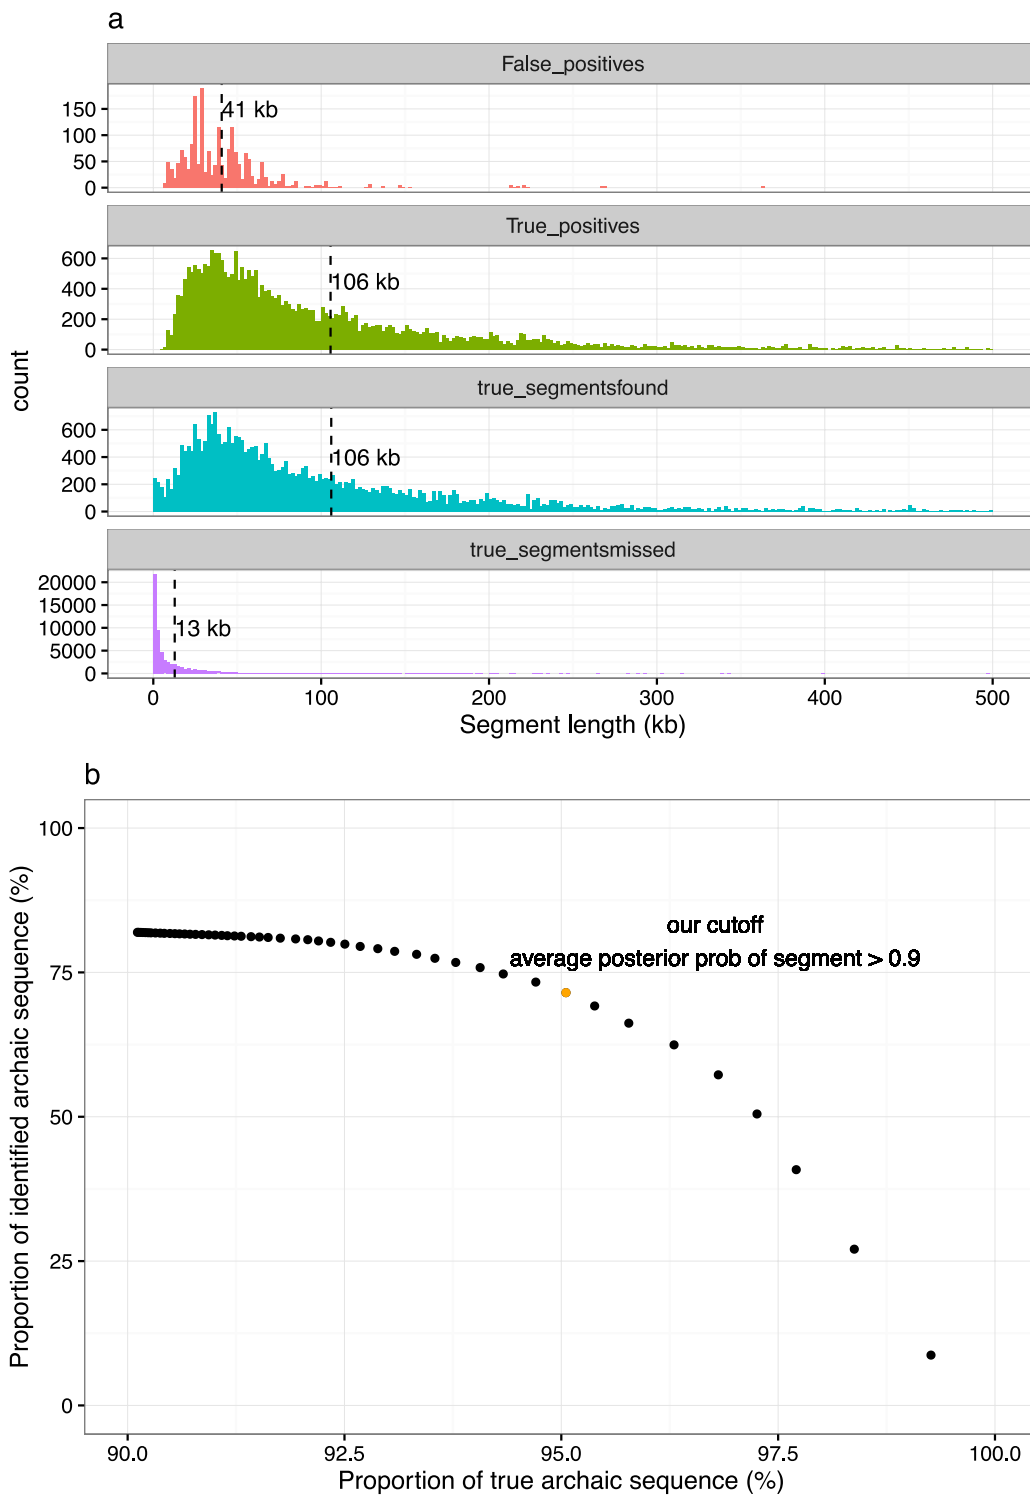 a
False_positives
150
100
50
0
41 kb
True_positives
600
400
200
0
106 kb
count
true_segmentsfound
600
400
200
0
106 kb
true_segmentsmissed
20000
15000
10000
5000
0
13 kb
0 100 200 300 400 500
Segment length (kb)
b
100
75
50
25
0
Proportion of identified archaic sequence (%)
our cutoff
average posterior prob of segment > 0.9
90.0 92.5 95.0 97.5 100.0
Proportion of true archaic sequence (%)